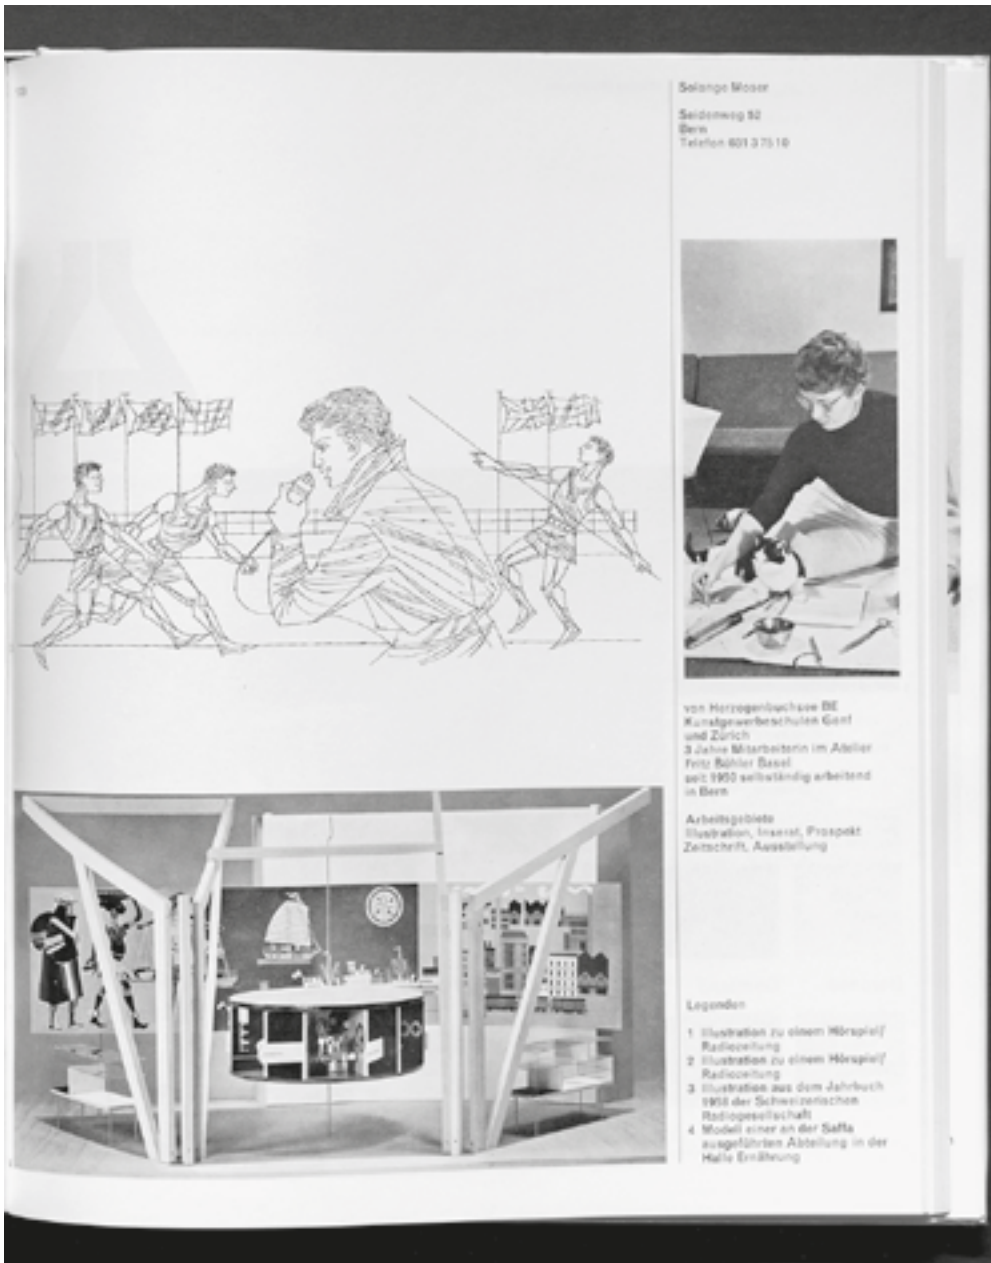 Solange Moser
Seidenweg 52
Bern
Telefon 031 3 75 10
von Herzogenbuchsee BE
Kunstgewerbeschulen Genf
und Zürich
3 Jahre Mitarbeiterin im Atelier
Fritz Bühler Basel
seit 1950 selbständig arbeitend
in Bern
Arbeitsgebiete
Illustration, Inserat, Prospekt
Zeitschrift, Ausstellung
Legenden
1 Illustration zu einem Hörspiel/
Radiozeitung
2 Illustration zu einem Hörspiel/
Radiozeitung
3 Illustration aus dem Jahrbuch
1958 der Schweizerischen
Radiogesellschaft
4 Modell einer an der Saffa
ausgeführten Abteilung in der
Halle Ernährung